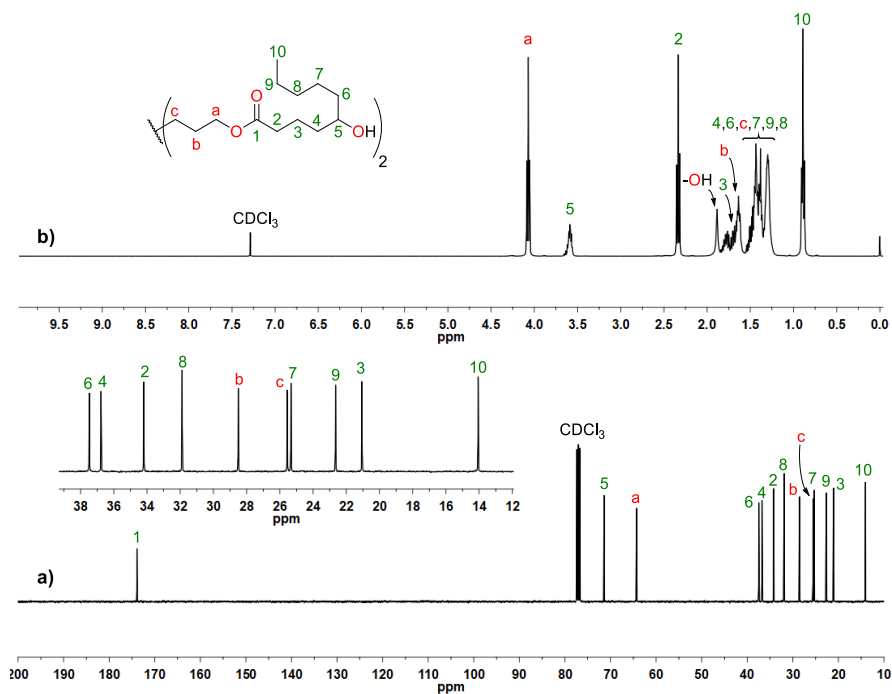 10
9
8
7
6
5
OH
4
3
2
1
O
O
a
b
c
2
a
2
10
4,6,c,7,9,8
b
-OH
3
5
CDCl3
b)
9.5 9.0 8.5 8.0 7.5 7.0 6.5 6.0 5.5 5.0 4.5 4.0 3.5 3.0 2.5 2.0 1.5 1.0 0.5 0.0
ppm
6 4 2 8 b c 7 9 3 10
38 36 34 32 30 28 26 24 22 20 18 16 14 12
ppm
CDCl3
1
5
a
6 4 2 8 b c 7 9 3 10
a)
200 190 180 170 160 150 140 130 120 110 100 90 80 70 60 50 40 30 20 10
ppm